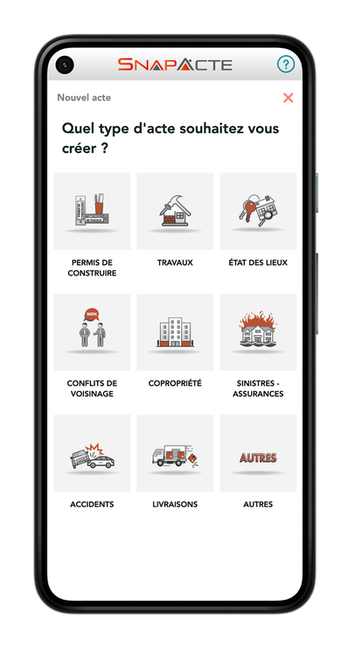 SNAPACTE
?
Nouvel acte
Quel type d'acte souhaitez vous
créer ?
PERMIS DE
CONSTRUIRE
TRAVAUX
ÉTAT DES LIEUX
NON
CONFLITS DE
VOISINAGE
COPROPRIÉTÉ
SINISTRES -
ASSURANCES
AUTRES
ACCIDENTS
LIVRAISONS
AUTRES